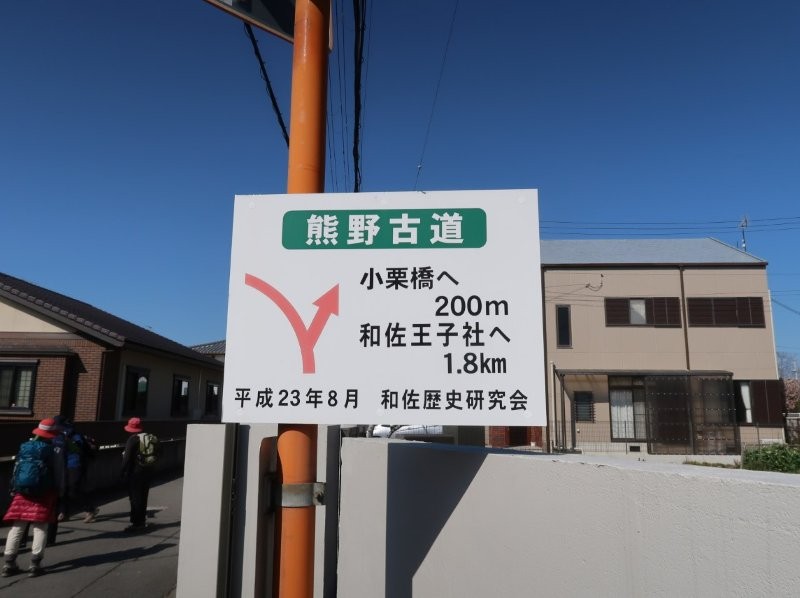 熊野古道
小栗橋へ
200m
和佐王子社へ
1.8km
平成23年8月 和佐歴史研究会